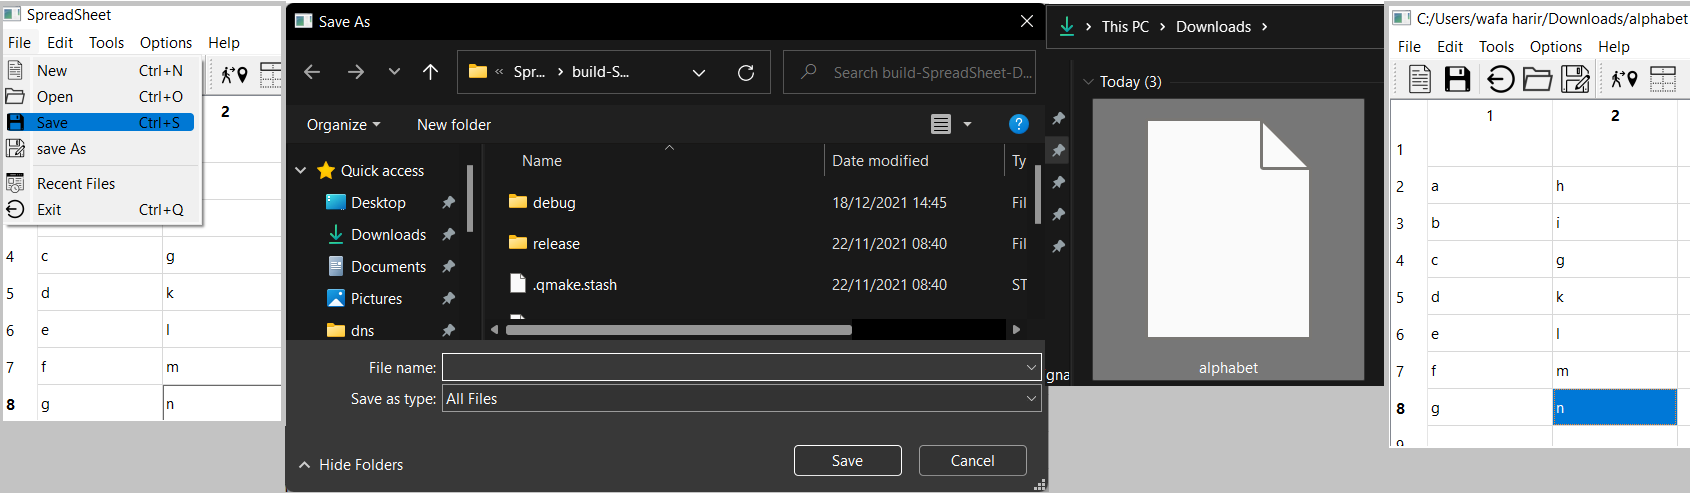 SpreadSheet
File Edit Tools Options Help
New Ctrl+N
Open Ctrl+O
Save Ctrl+S
save As
Recent Files
Exit Ctrl+Q
2
4 c g
5 d k
6 e l
7 f m
8 g n
Save As
« Spr... › build-S...
Search build-SpreadSheet-D...
Organize New folder
?
Name Date modified Ty
Quick access
Desktop
Downloads
Documents
Pictures
dns
debug 18/12/2021 14:45 Fil
release 22/11/2021 08:40 Fil
.qmake.stash 22/11/2021 08:40 ST
File name:
Save as type: All Files
Hide Folders
Save Cancel
This PC › Downloads ›
Today (3)
alphabet
gna
C:/Users/wafa harir/Downloads/alphabet
File Edit Tools Options Help
1 2
1
2 a h
3 b i
4 c g
5 d k
6 e l
7 f m
8 g n
9